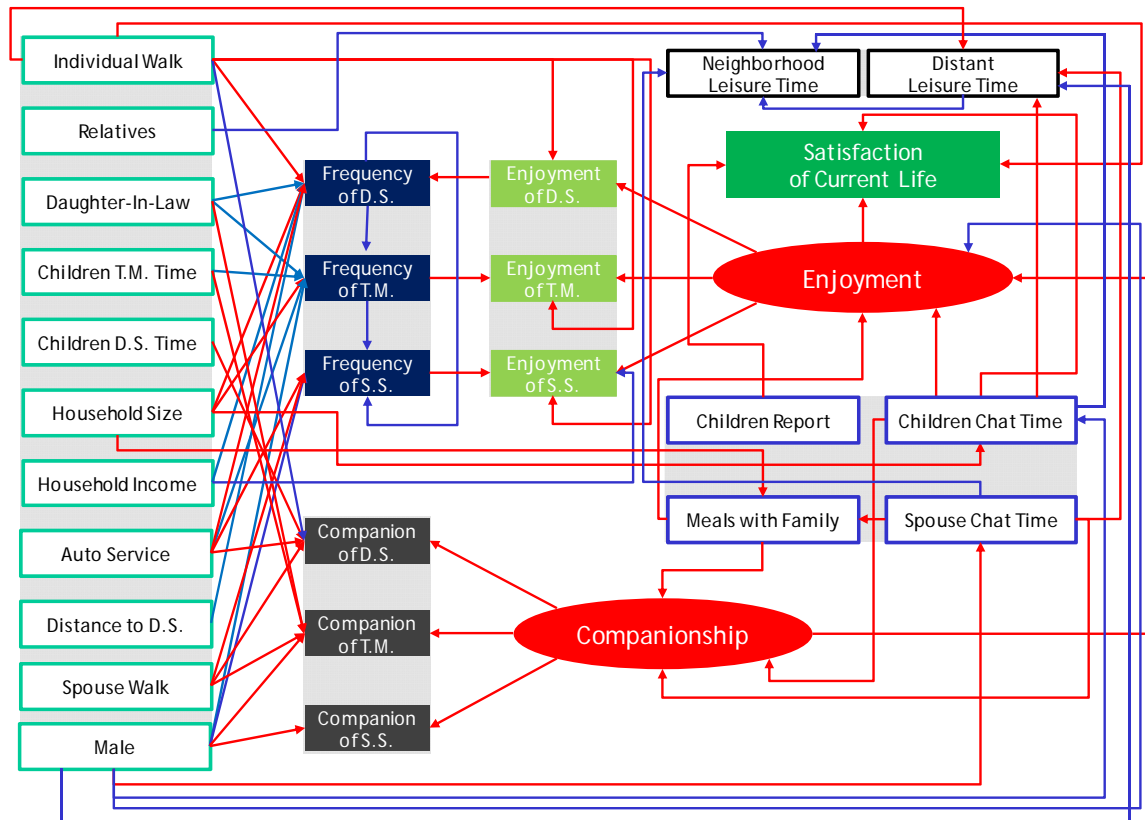 Individual Walk
Relatives
Daughter-In-Law
Children T.M. Time
Children D.S. Time
Household Size
Household Income
Auto Service
Distance to D.S.
Spouse Walk
Male
Frequency
of D.S.
Frequency
of T.M.
Frequency
of S.S.
Companion
of D.S.
Companion
of T.M.
Companion
of S.S.
Enjoyment
of D.S.
Enjoyment
of T.M.
Enjoyment
of S.S.
Neighborhood
Leisure Time
Distant
Leisure Time
Satisfaction
of Current Life
Enjoyment
Children Report
Children Chat Time
Meals with Family
Spouse Chat Time
Companionship